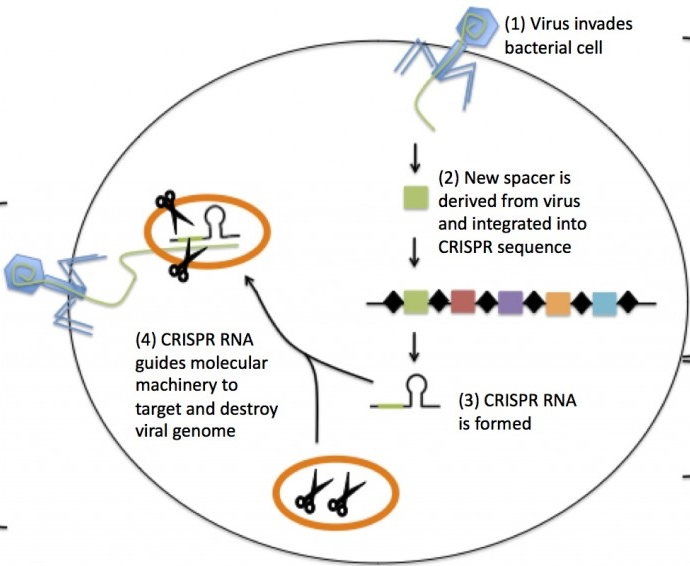 (1) Virus invades
bacterial cell
(2) New spacer is
derived from virus
and integrated into
CRISPR sequence
(3) CRISPR RNA
is formed
(4) CRISPR RNA
guides molecular
machinery to
target and destroy
viral genome